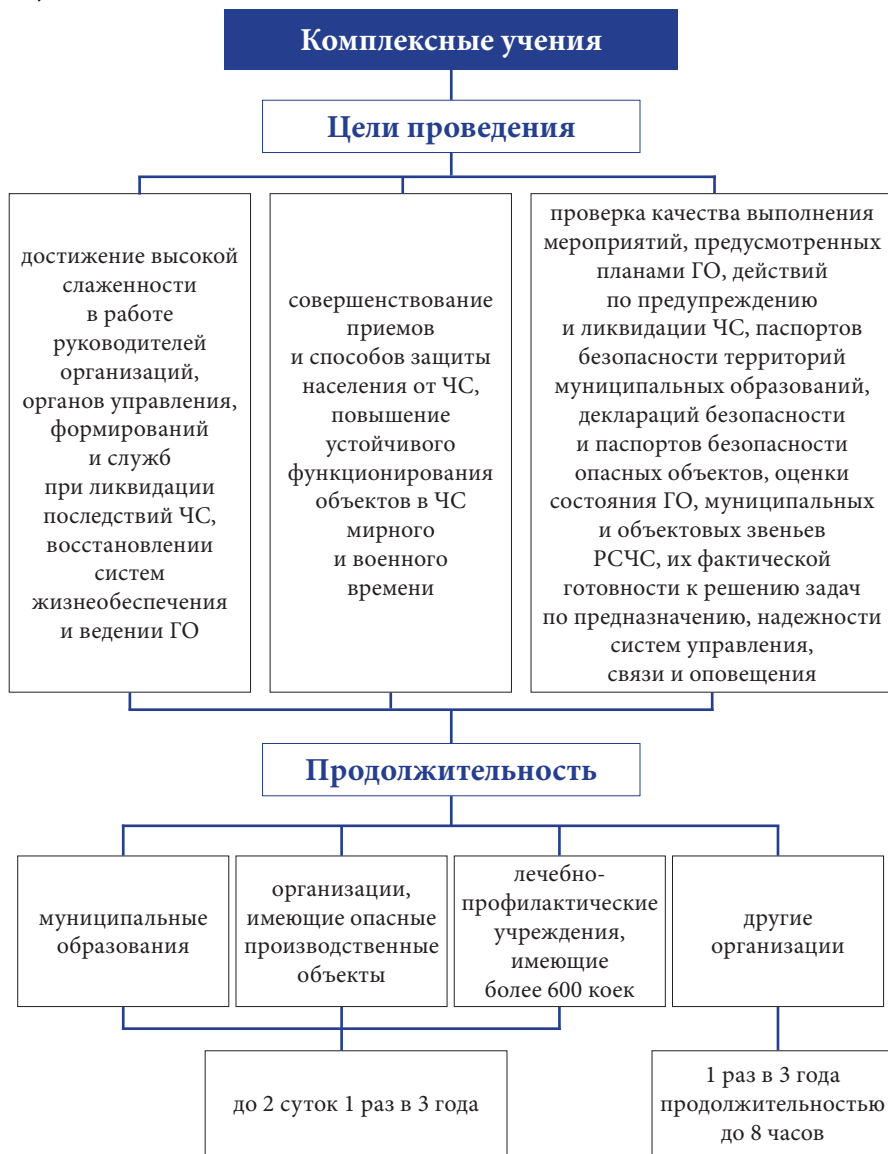 Комплексные учения
Цели проведения
достижение высокой
слаженности
в работе
руководителей
организаций,
органов управления,
формирований
и служб
при ликвидации
последствий ЧС,
восстановлении
систем
жизнеобеспечения
и ведении ГО
совершенствование
приемов
и способов защиты
населения от ЧС,
повышение
устойчивого
функционирования
объектов в ЧС
мирного
и военного
времени
проверка качества выполнения
мероприятий, предусмотренных
планами ГО, действий
по предупреждению
и ликвидации ЧС, паспортов
безопасности территорий
муниципальных образований,
деклараций безопасности
и паспортов безопасности
опасных объектов, оценки
состояния ГО, муниципальных
и объектовых звеньев
РСЧС, их фактической
готовности к решению задач
по предназначению, надежности
систем управления,
связи и оповещения
Продолжительность
муниципальные
образования
организации,
имеющие опасные
производственные
объекты
лечебно-
профилактические
учреждения,
имеющие
более 600 коек
другие
организации
до 2 суток 1 раз в 3 года
1 раз в 3 года
продолжительностью
до 8 часов